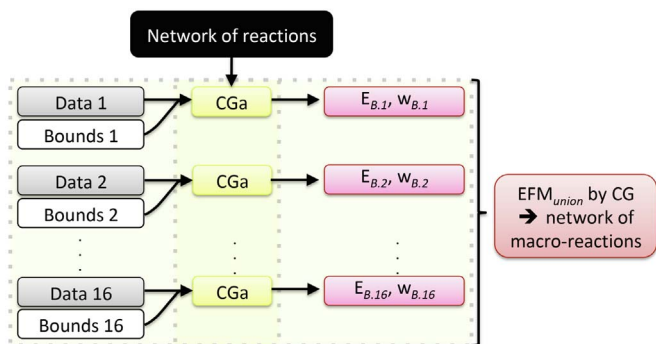 Network of reactions
Data 1
Bounds 1
CGa
E_B.1, w_B.1
Data 2
Bounds 2
CGa
E_B.2, w_B.2
Data 16
Bounds 16
CGa
E_B.16, w_B.16
EFM_union by CG
➔ network of
macro-reactions